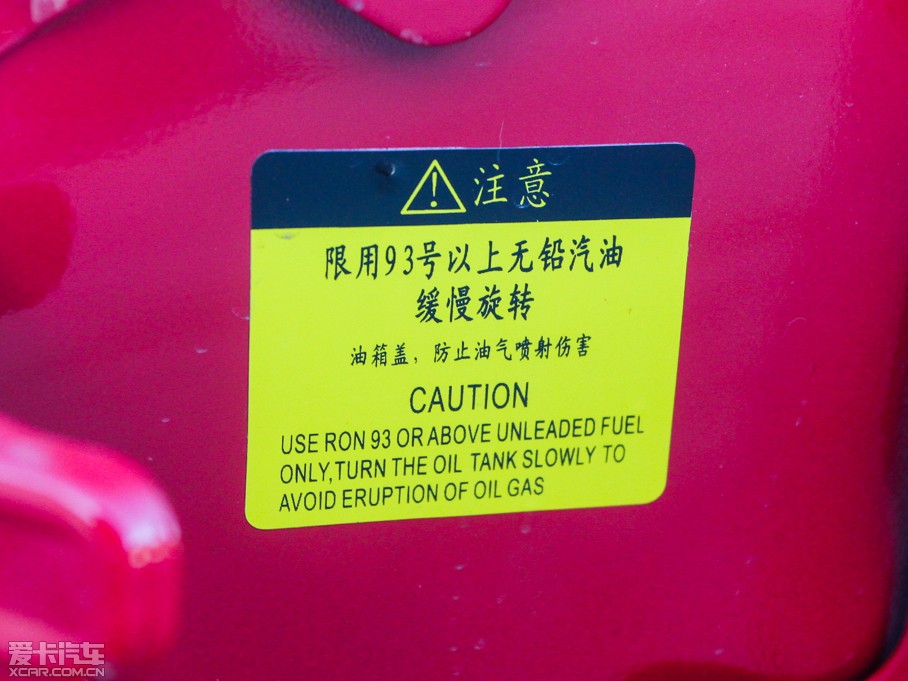 注意
限用93号以上无铅汽油
缓慢旋转
油箱盖，防止油气喷射伤害
CAUTION
USE RON 93 OR ABOVE UNLEADED FUEL
ONLY,TURN THE OIL TANK SLOWLY TO
AVOID ERUPTION OF OIL GAS
爱卡汽车
XCAR.COM.CN